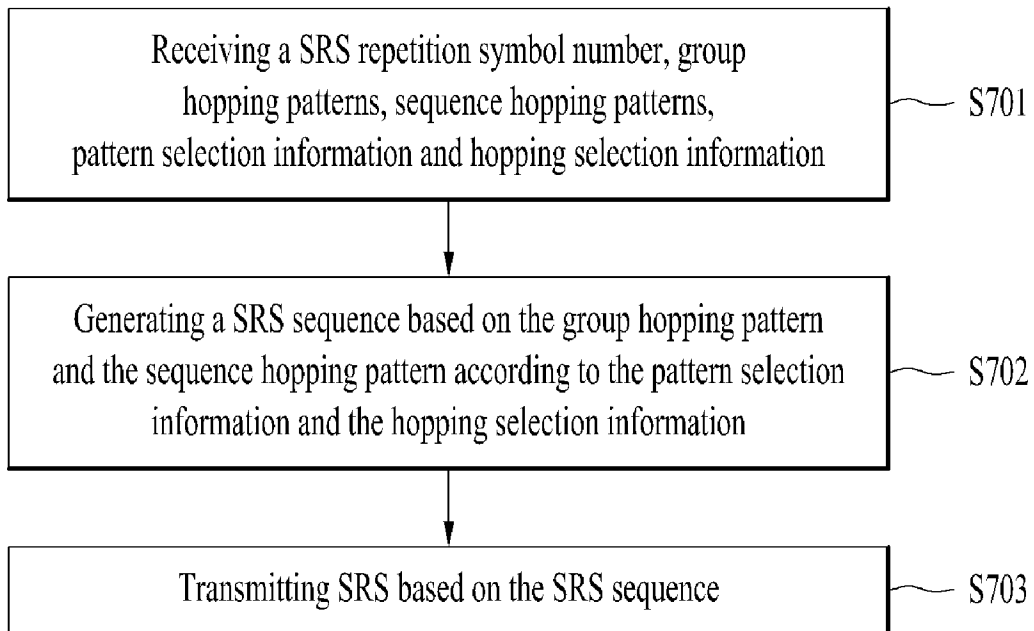 Receiving a SRS repetition symbol number, group
hopping patterns, sequence hopping patterns,
pattern selection information and hopping selection information
S701
Generating a SRS sequence based on the group hopping pattern
and the sequence hopping pattern according to the pattern selection
information and the hopping selection information
S702
Transmitting SRS based on the SRS sequence
S703